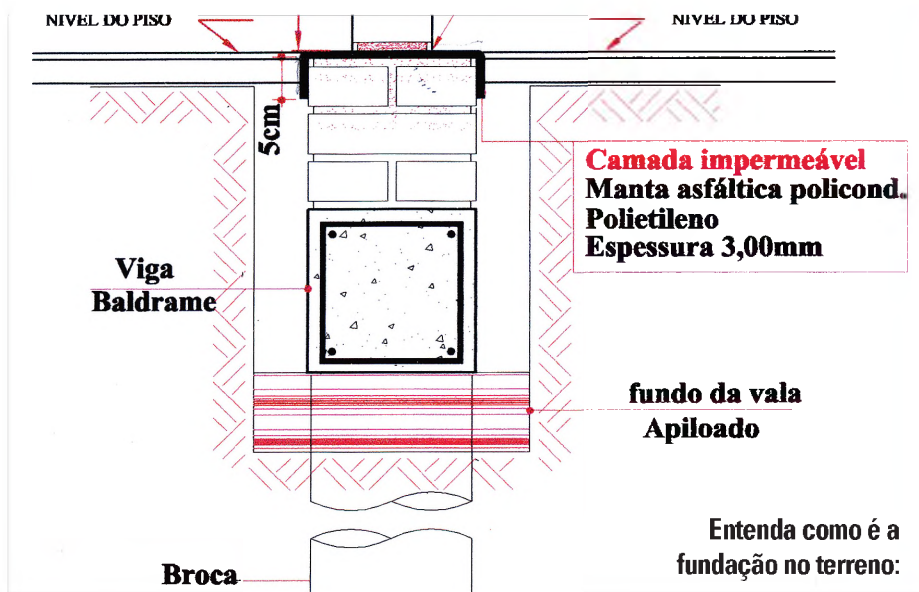 NIVEL DO PISO
NIVEL DO PISO
5cm
Camada impermeável
Manta asfáltica policond.
Polietileno
Espessura 3,00mm
Viga
Baldrame
fundo da vala
Apiloado
Entenda como é a
fundação no terreno:
Broca